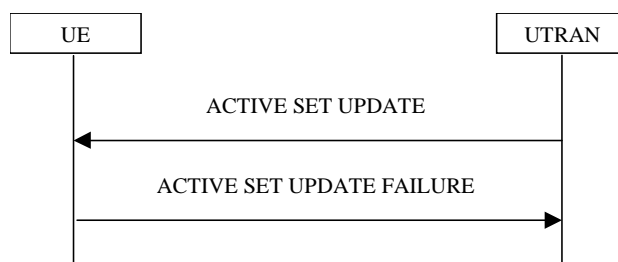 UE
UTRAN
ACTIVE SET UPDATE
ACTIVE SET UPDATE FAILURE